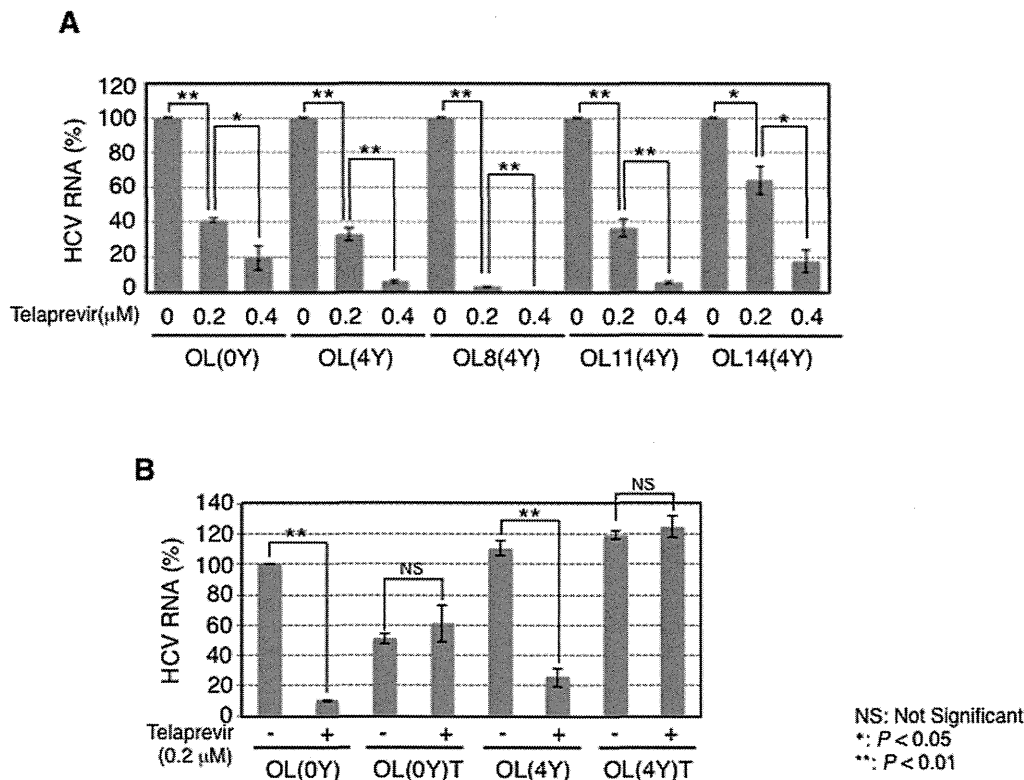 A
HCV RNA (%)
120
100
80
60
40
20
0
** * ** ** ** ** ** ** * *
Telaprevir(μM) 0 0.2 0.4 0 0.2 0.4 0 0.2 0.4 0 0.2 0.4 0 0.2 0.4
OL(0Y) OL(4Y) OL8(4Y) OL11(4Y) OL14(4Y)
B
HCV RNA (%)
140
120
100
80
60
40
20
0
** NS ** NS
Telaprevir - + - + - + - +
(0.2 μM)
OL(0Y) OL(0Y)T OL(4Y) OL(4Y)T
NS: Not Significant
*: P < 0.05
**: P < 0.01